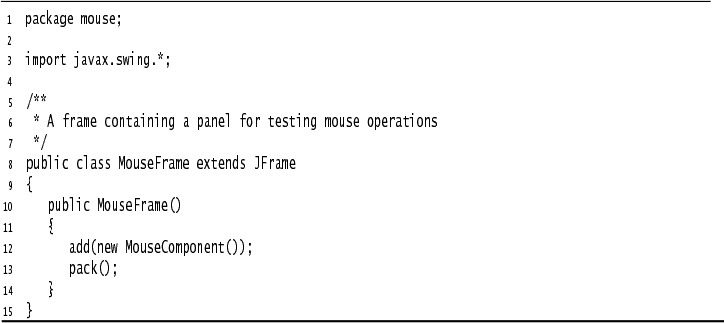 1 package mouse;
2
3 import javax.swing.*;
4
5 /**
6  * A frame containing a panel for testing mouse operations
7  */
8 public class MouseFrame extends JFrame
9 {
10    public MouseFrame()
11    {
12       add(new MouseComponent());
13       pack();
14    }
15 }